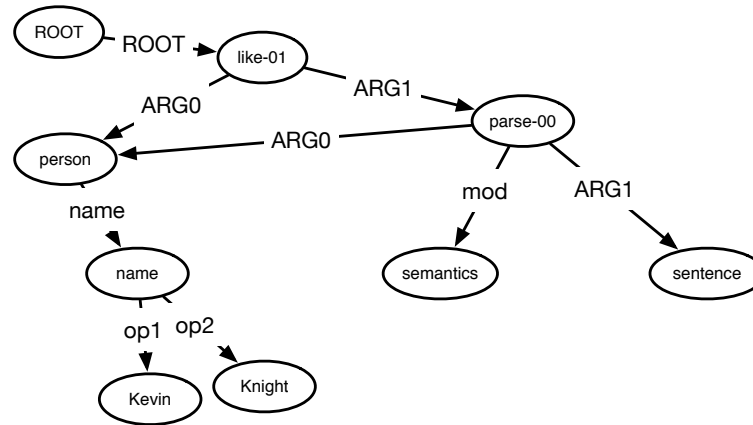 ROOT
ROOT
like-01
ARG0
ARG1
person
ARG0
parse-00
name
mod
ARG1
name
semantics
sentence
op1
op2
Kevin
Knight